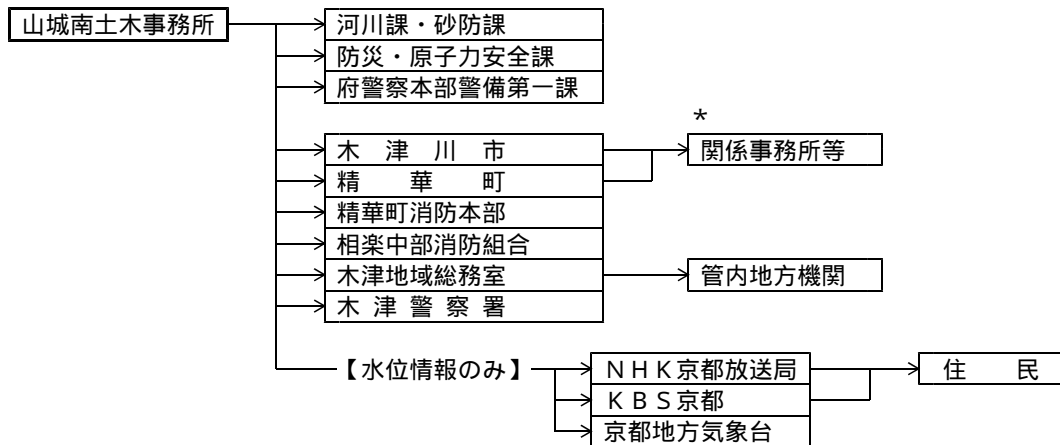 山城南土木事務所
河川課・砂防課
防災・原子力安全課
府警察本部警備第一課
*
木津川市
関係事務所等
精華町
精華町消防本部
相楽中部消防組合
木津地域総務室
管内地方機関
木津警察署
【水位情報のみ】
ＮＨＫ京都放送局
住民
ＫＢＳ京都
京都地方気象台